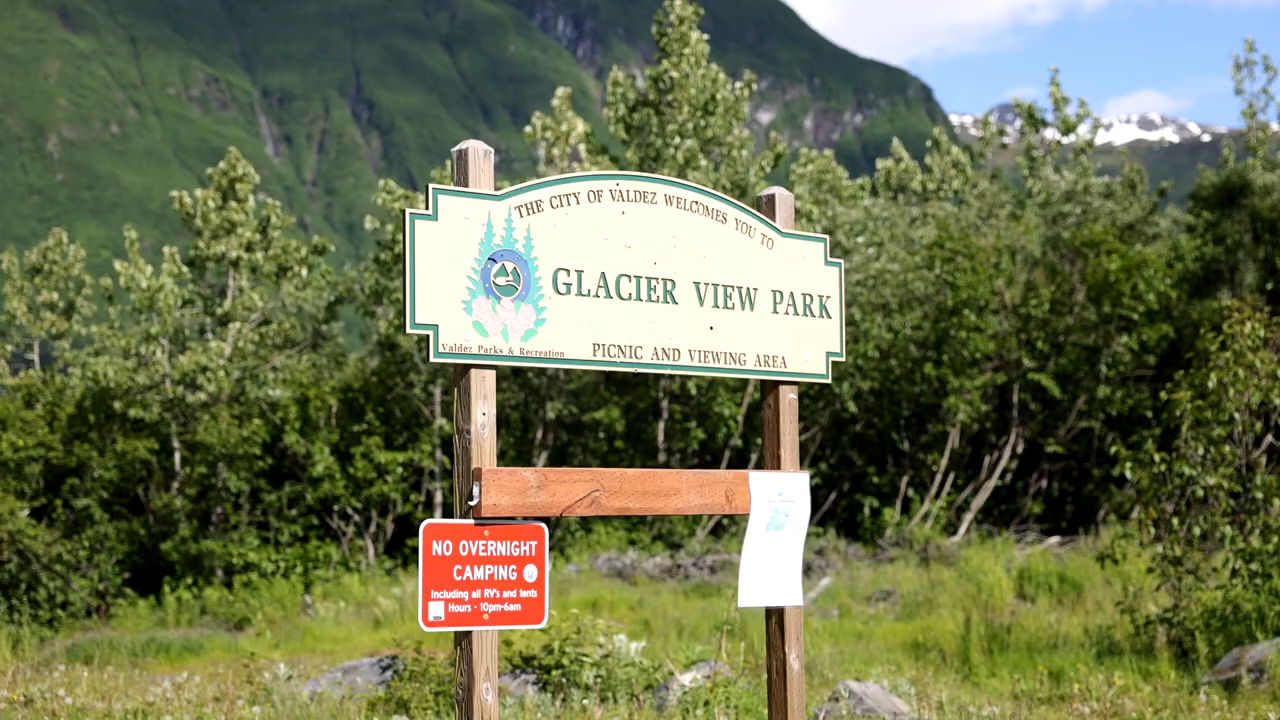 THE CITY OF VALDEZ WELCOMES YOU TO
GLACIER VIEW PARK
PICNIC AND VIEWING AREA
Valdez Parks & Recreation
NO OVERNIGHT
CAMPING
Including all RV's and tents
Hours - 10pm-6am